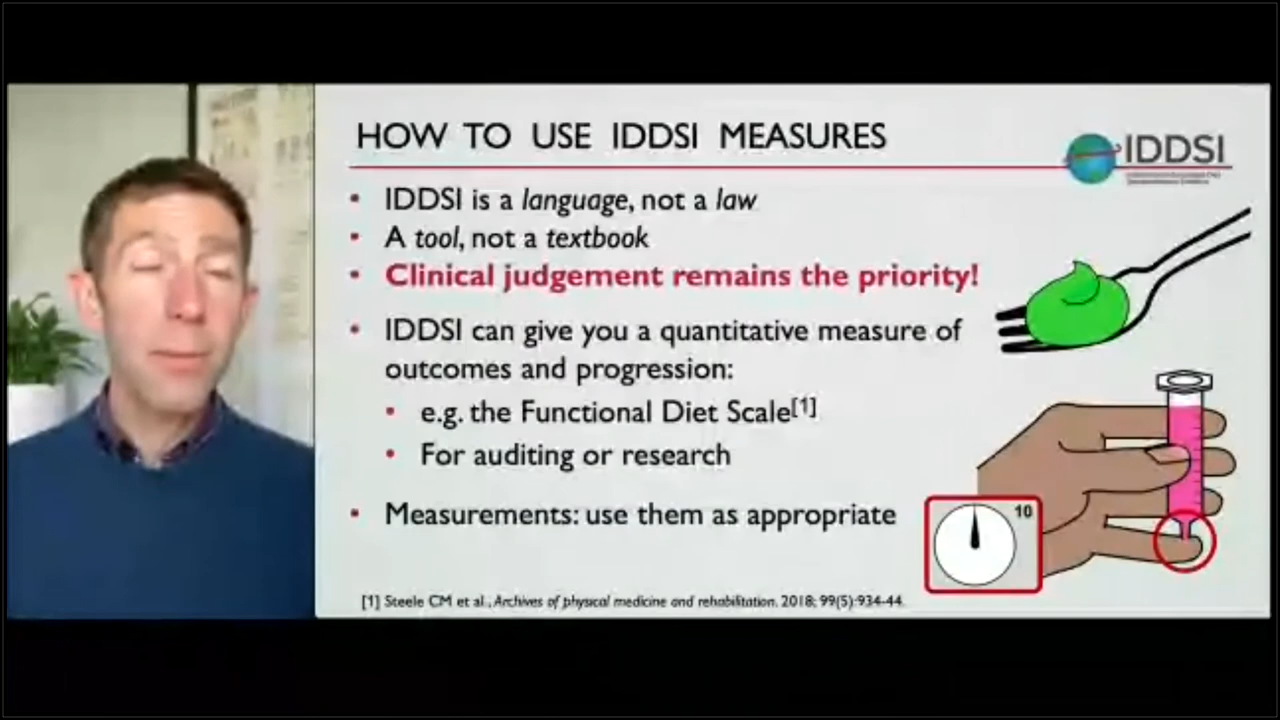 HOW TO USE IDDSI MEASURES
IDDSI
• IDDSI is a language, not a law
• A tool, not a textbook
• Clinical judgement remains the priority!
• IDDSI can give you a quantitative measure of
outcomes and progression:
• e.g. the Functional Diet Scale[1]
• For auditing or research
• Measurements: use them as appropriate
10
[1] Steele CM et al., Archives of physical medicine and rehabilitation. 2018; 99(5):934-44.